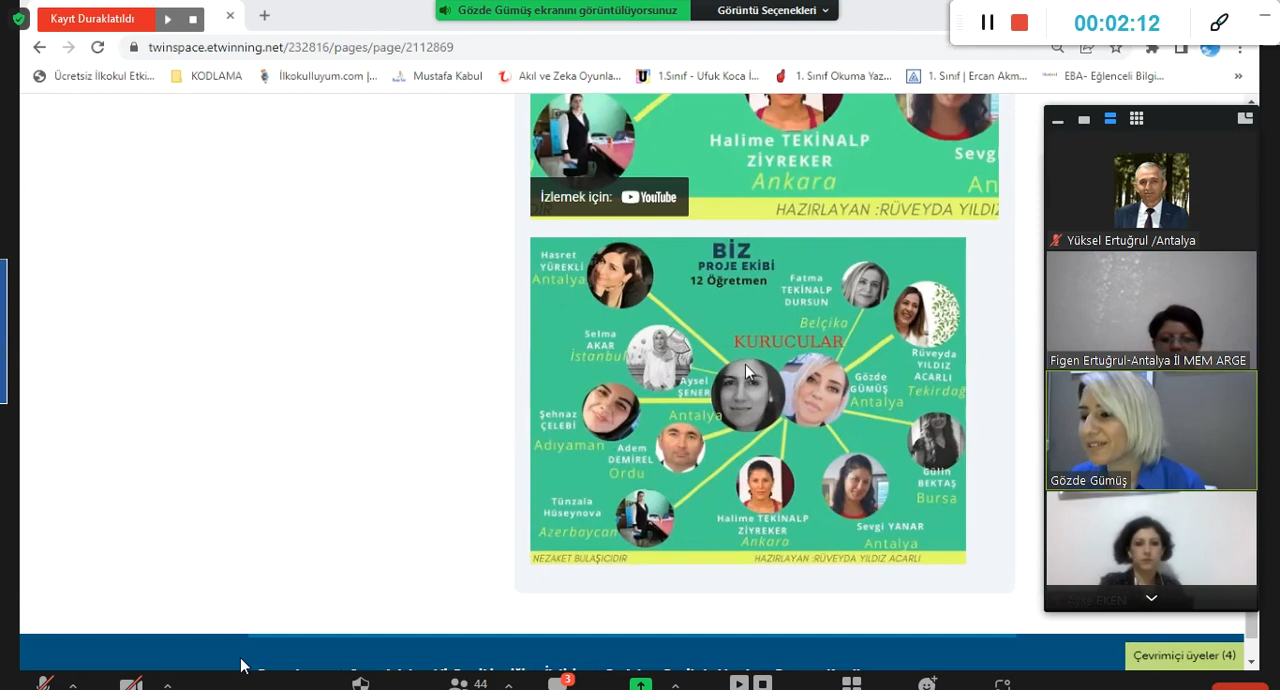 Kayıt Duraklatıldı
Gözde Gümüş ekranını görüntülüyorsunuz
Görüntü Seçenekleri
00:02:12
twinspace.etwinning.net/232816/pages/page/2112869
Ücretsiz İlkokul Etki...
KODLAMA
İlkokulluyum.com |...
Mustafa Kabul
Akıl ve Zeka Oyunla...
1.Sınıf - Ufuk Koca İ...
1. Sınıf Okuma Yaz...
1. Sınıf | Ercan Akm...
EBA- Eğlenceli Bilgi...
Halime TEKİNALP
ZİYREKER
Ankara
Sevgi
An
İzlemek için: YouTube
HAZIRLAYAN :RÜVEYDA YILDIZ
BİZ
PROJE EKİBİ
12 Öğretmen
Hasret
YÜREKLİ
Antalya
Fatma
TEKİNALP
DURSUN
Belçika
KURUCULAR
Selma
AKAR
İstanbul
Rüveyda
YILDIZ
ACARLI
Tekirdağ
Aysel
ŞENER
Antalya
Gözde
GÜMÜŞ
Antalya
Şehnaz
ÇELEBİ
Adıyaman
Adem
DEMİREL
Ordu
Gülin
BEKTAŞ
Bursa
Tünzala
Hüseynova
Azerbaycan
Halime TEKİNALP
ZİYREKER
Ankara
Sevgi YANAR
Antalya
NEZAKET BULAŞICIDIR
HAZIRLAYAN :RÜVEYDA YILDIZ ACARLI
Yüksel Ertuğrul /Antalya
Figen Ertuğrul-Antalya İl MEM ARGE
Gözde Gümüş
Çevrimiçi üyeler (4)
44
3